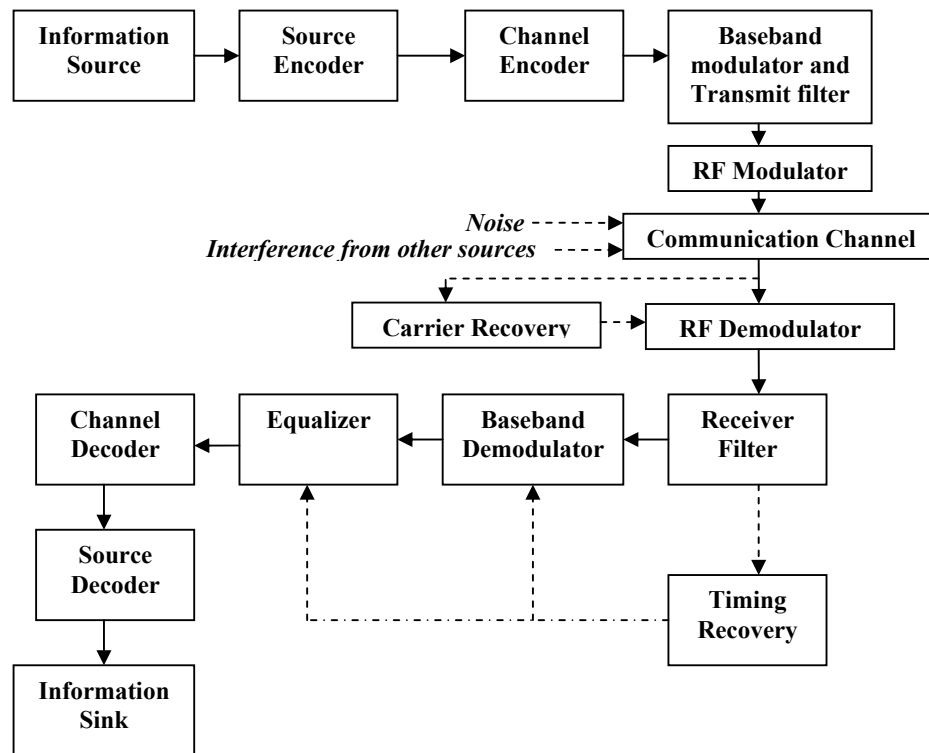 Information
Source
Source
Encoder
Channel
Encoder
Baseband
modulator and
Transmit filter
RF Modulator
Noise
Interference from other sources
Communication Channel
Carrier Recovery
RF Demodulator
Channel
Decoder
Equalizer
Baseband
Demodulator
Receiver
Filter
Source
Decoder
Timing
Recovery
Information
Sink